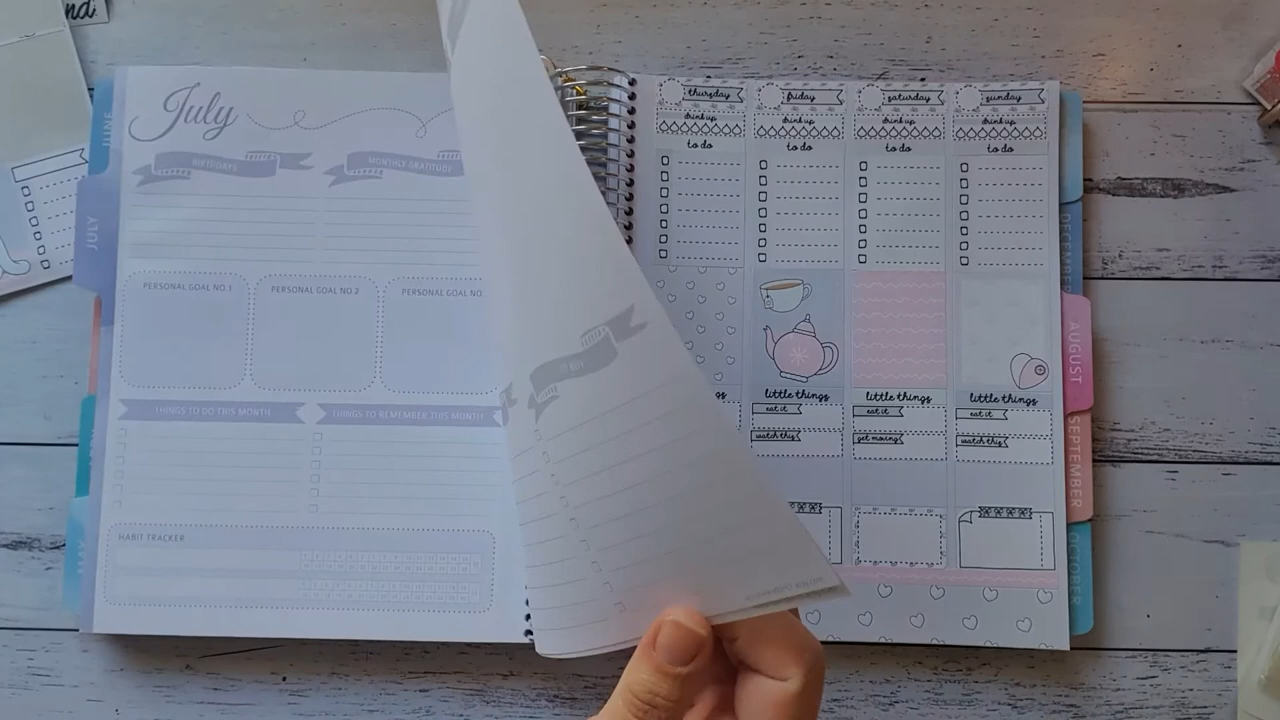 nd
JUNE
JULY
MAY
July
BIRTHDAYS
MONTHLY GRATITUDE
PERSONAL GOAL NO.1
PERSONAL GOAL NO.2
PERSONAL GOAL NO.
THINGS TO DO THIS MONTH
THINGS TO REMEMBER THIS MONTH
HABIT TRACKER
thursday
friday
saturday
sunday
drink up
drink up
drink up
drink up
to do
to do
to do
to do
gs
little things
little things
little things
eat it
eat it
eat it
watch this
get moving
watch this
DECEMBER
AUGUST
SEPTEMBER
OCTOBER